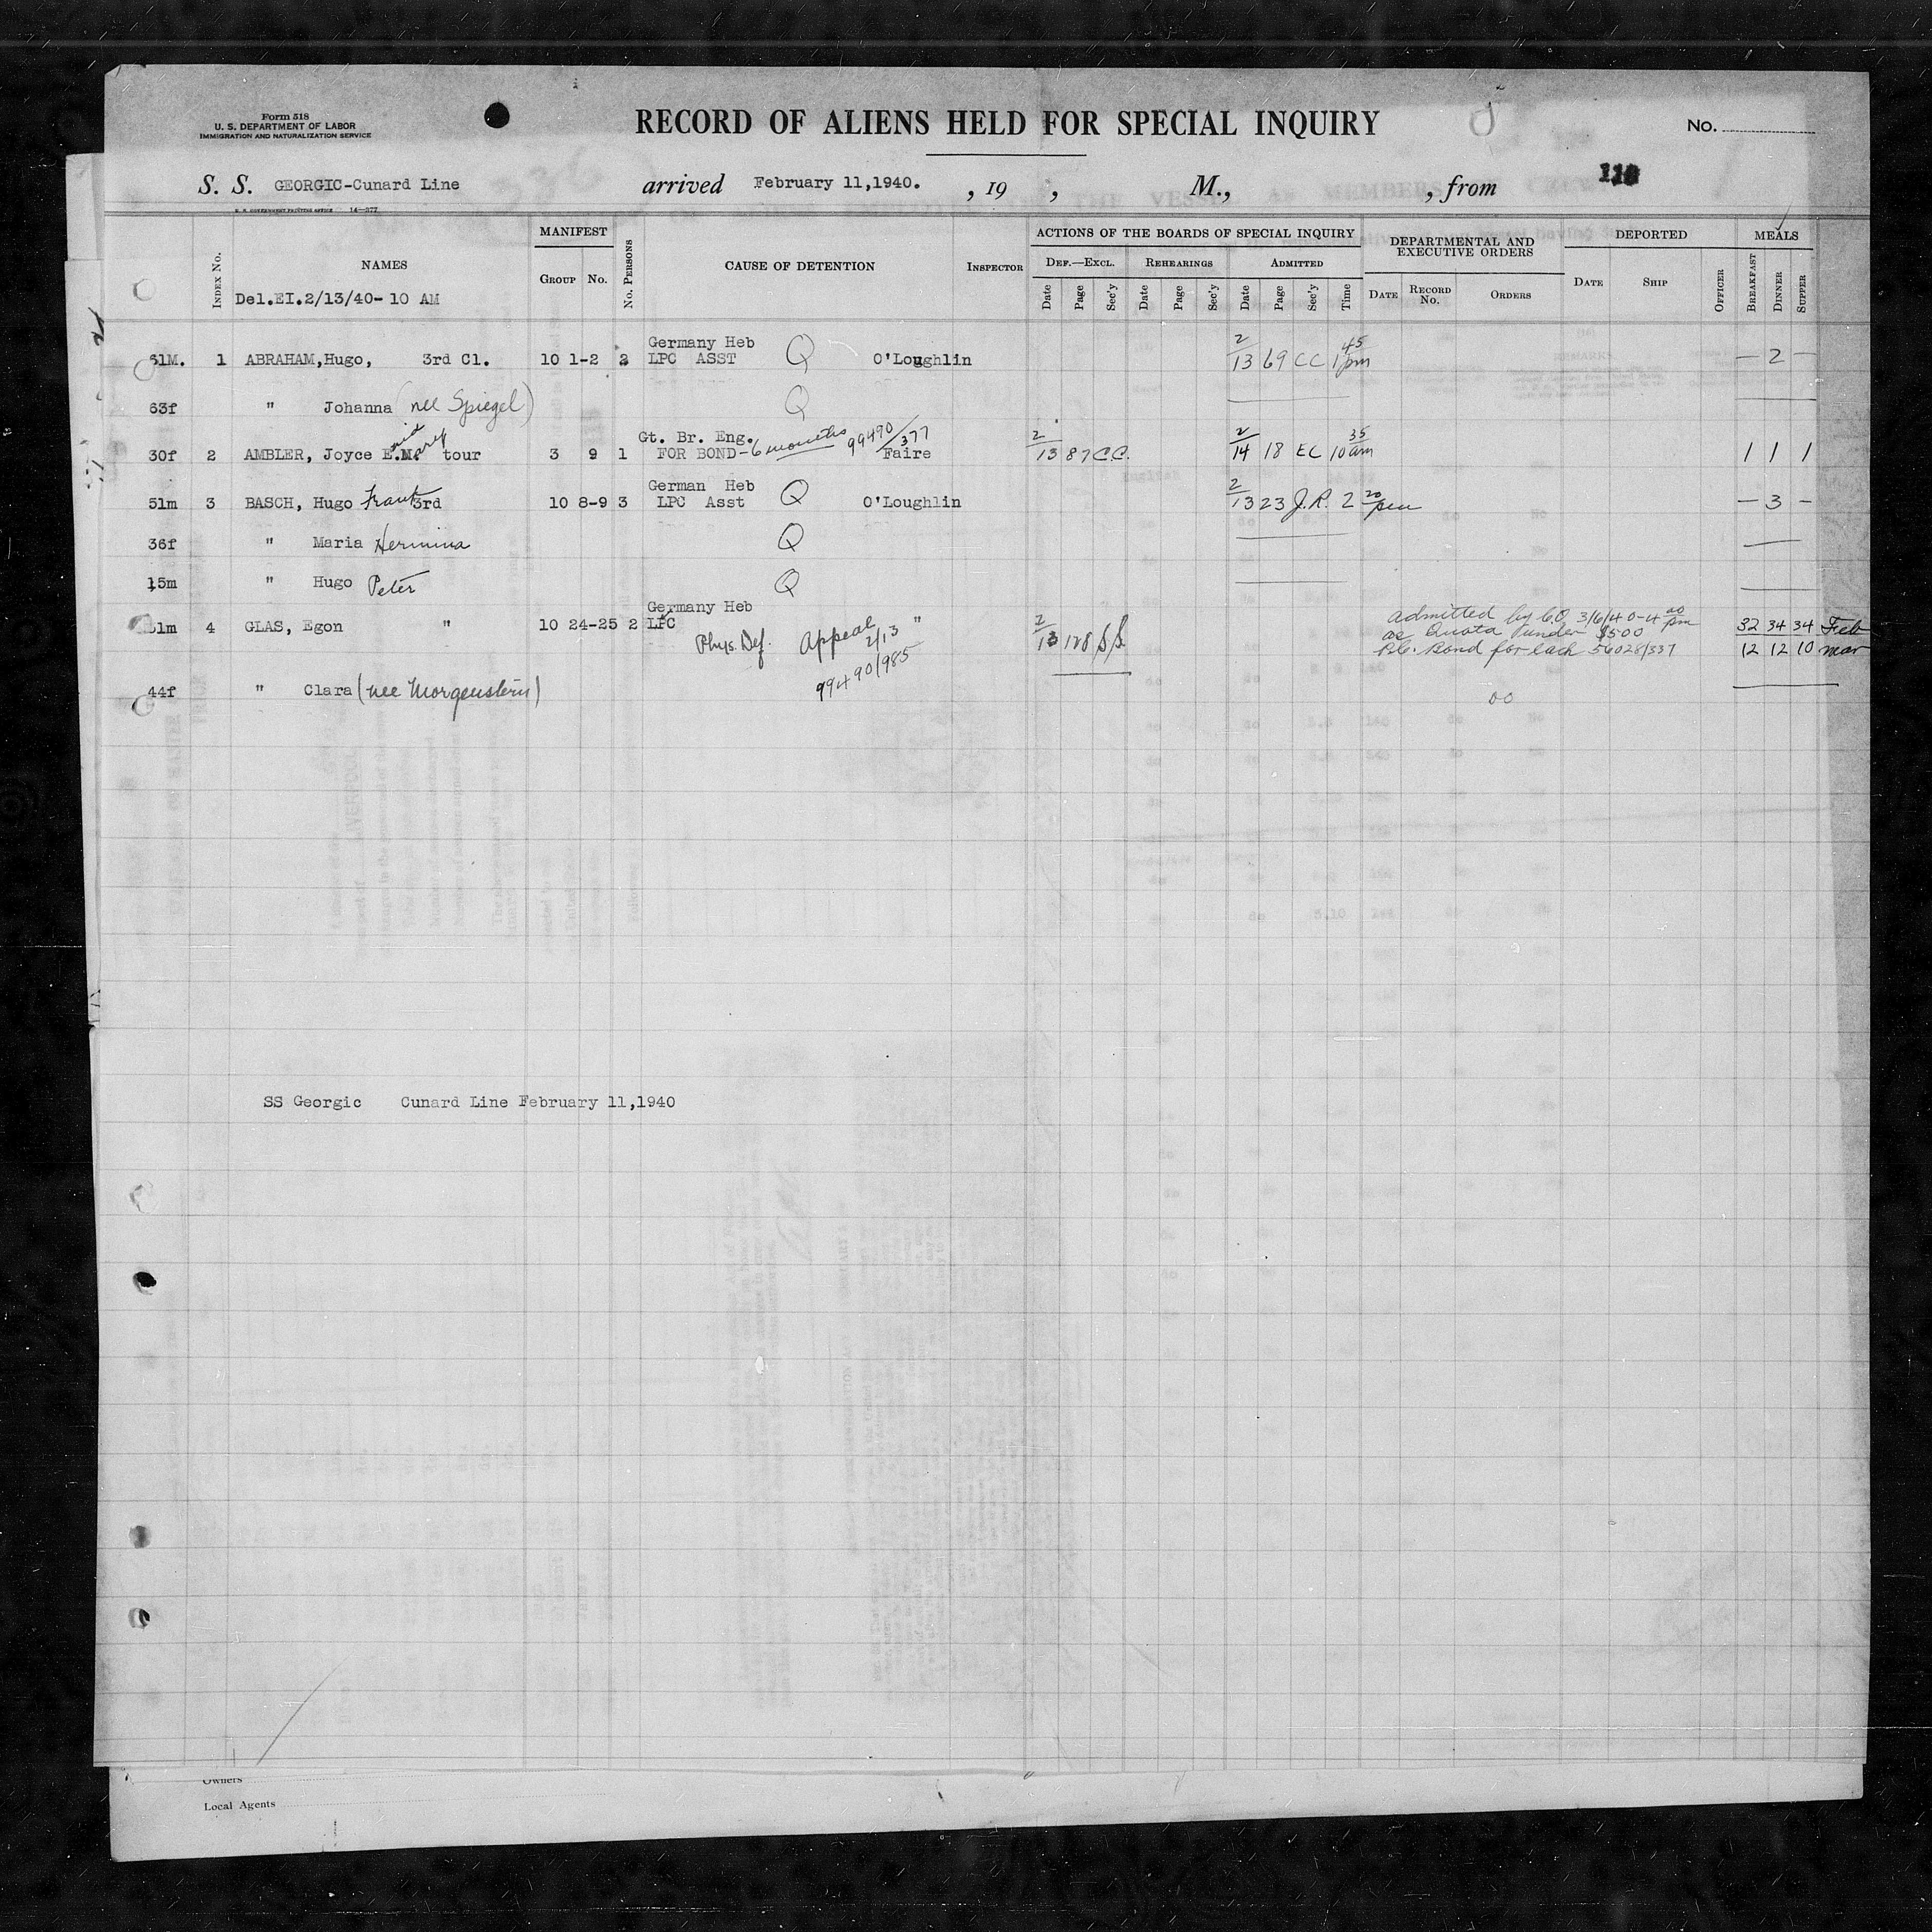 Form 518
U. S. DEPARTMENT OF LABOR
IMMIGRATION AND NATURALIZATION SERVICE
RECORD OF ALIENS HELD FOR SPECIAL INQUIRY
No.
S. S. GEORGIC-Cunard Line arrived February 11,1940. , 19 , M., , from
U. S. GOVERNMENT PRINTING OFFICE 14-277
MANIFEST ACTIONS OF THE BOARDS OF SPECIAL INQUIRY DEPARTMENTAL AND EXECUTIVE ORDERS DEPORTED MEALS
Index No. NAMES Group No. No. Persons CAUSE OF DETENTION Inspector Def.—Excl. Rehearings Admitted
Del.EI.2/13/40- 10 AM Date Page Sec'y Date Page Sec'y Date Page Sec'y Time Date Record No. Orders Date Ship Officer Breakfast Dinner Supper
Germany Heb
61M. 1 ABRAHAM,Hugo, 3rd Cl. 10 1-2 2 LPC ASST Q O'Loughlin 2/13 69 CC 1 45 pm — 2 —
63f " Johanna (nee Spiegel) Q
Gt. Br. Eng.
30f 2 AMBLER, Joyce E. tour 3 9 1 FOR BOND - 6 months 99490/377 Faire 2/13 87 C.C. 2/14 18 EC 10 35 am 1 1 1
German Heb
51m 3 BASCH, Hugo Frank 3rd 10 8-9 3 LPC Asst Q O'Loughlin 2/13 23 J.R. 2 20 pm — 3 —
36f " Maria Hermina Q
15m " Hugo Peter Q
Germany Heb
51m 4 GLAS, Egon " 10 24-25 2 LPC " 2/13 128 32 34 34 Feb
Phys. Def. Appeal 2/13 99490/985
Admitted by CO 3/6/40-4 00 pm
as Quota under $500
P.C. Bond for each 56028/337 12 12 10 Mar
44f " Clara (nee Morgenstern) do
SS Georgic Cunard Line February 11,1940
Owners
Local Agents